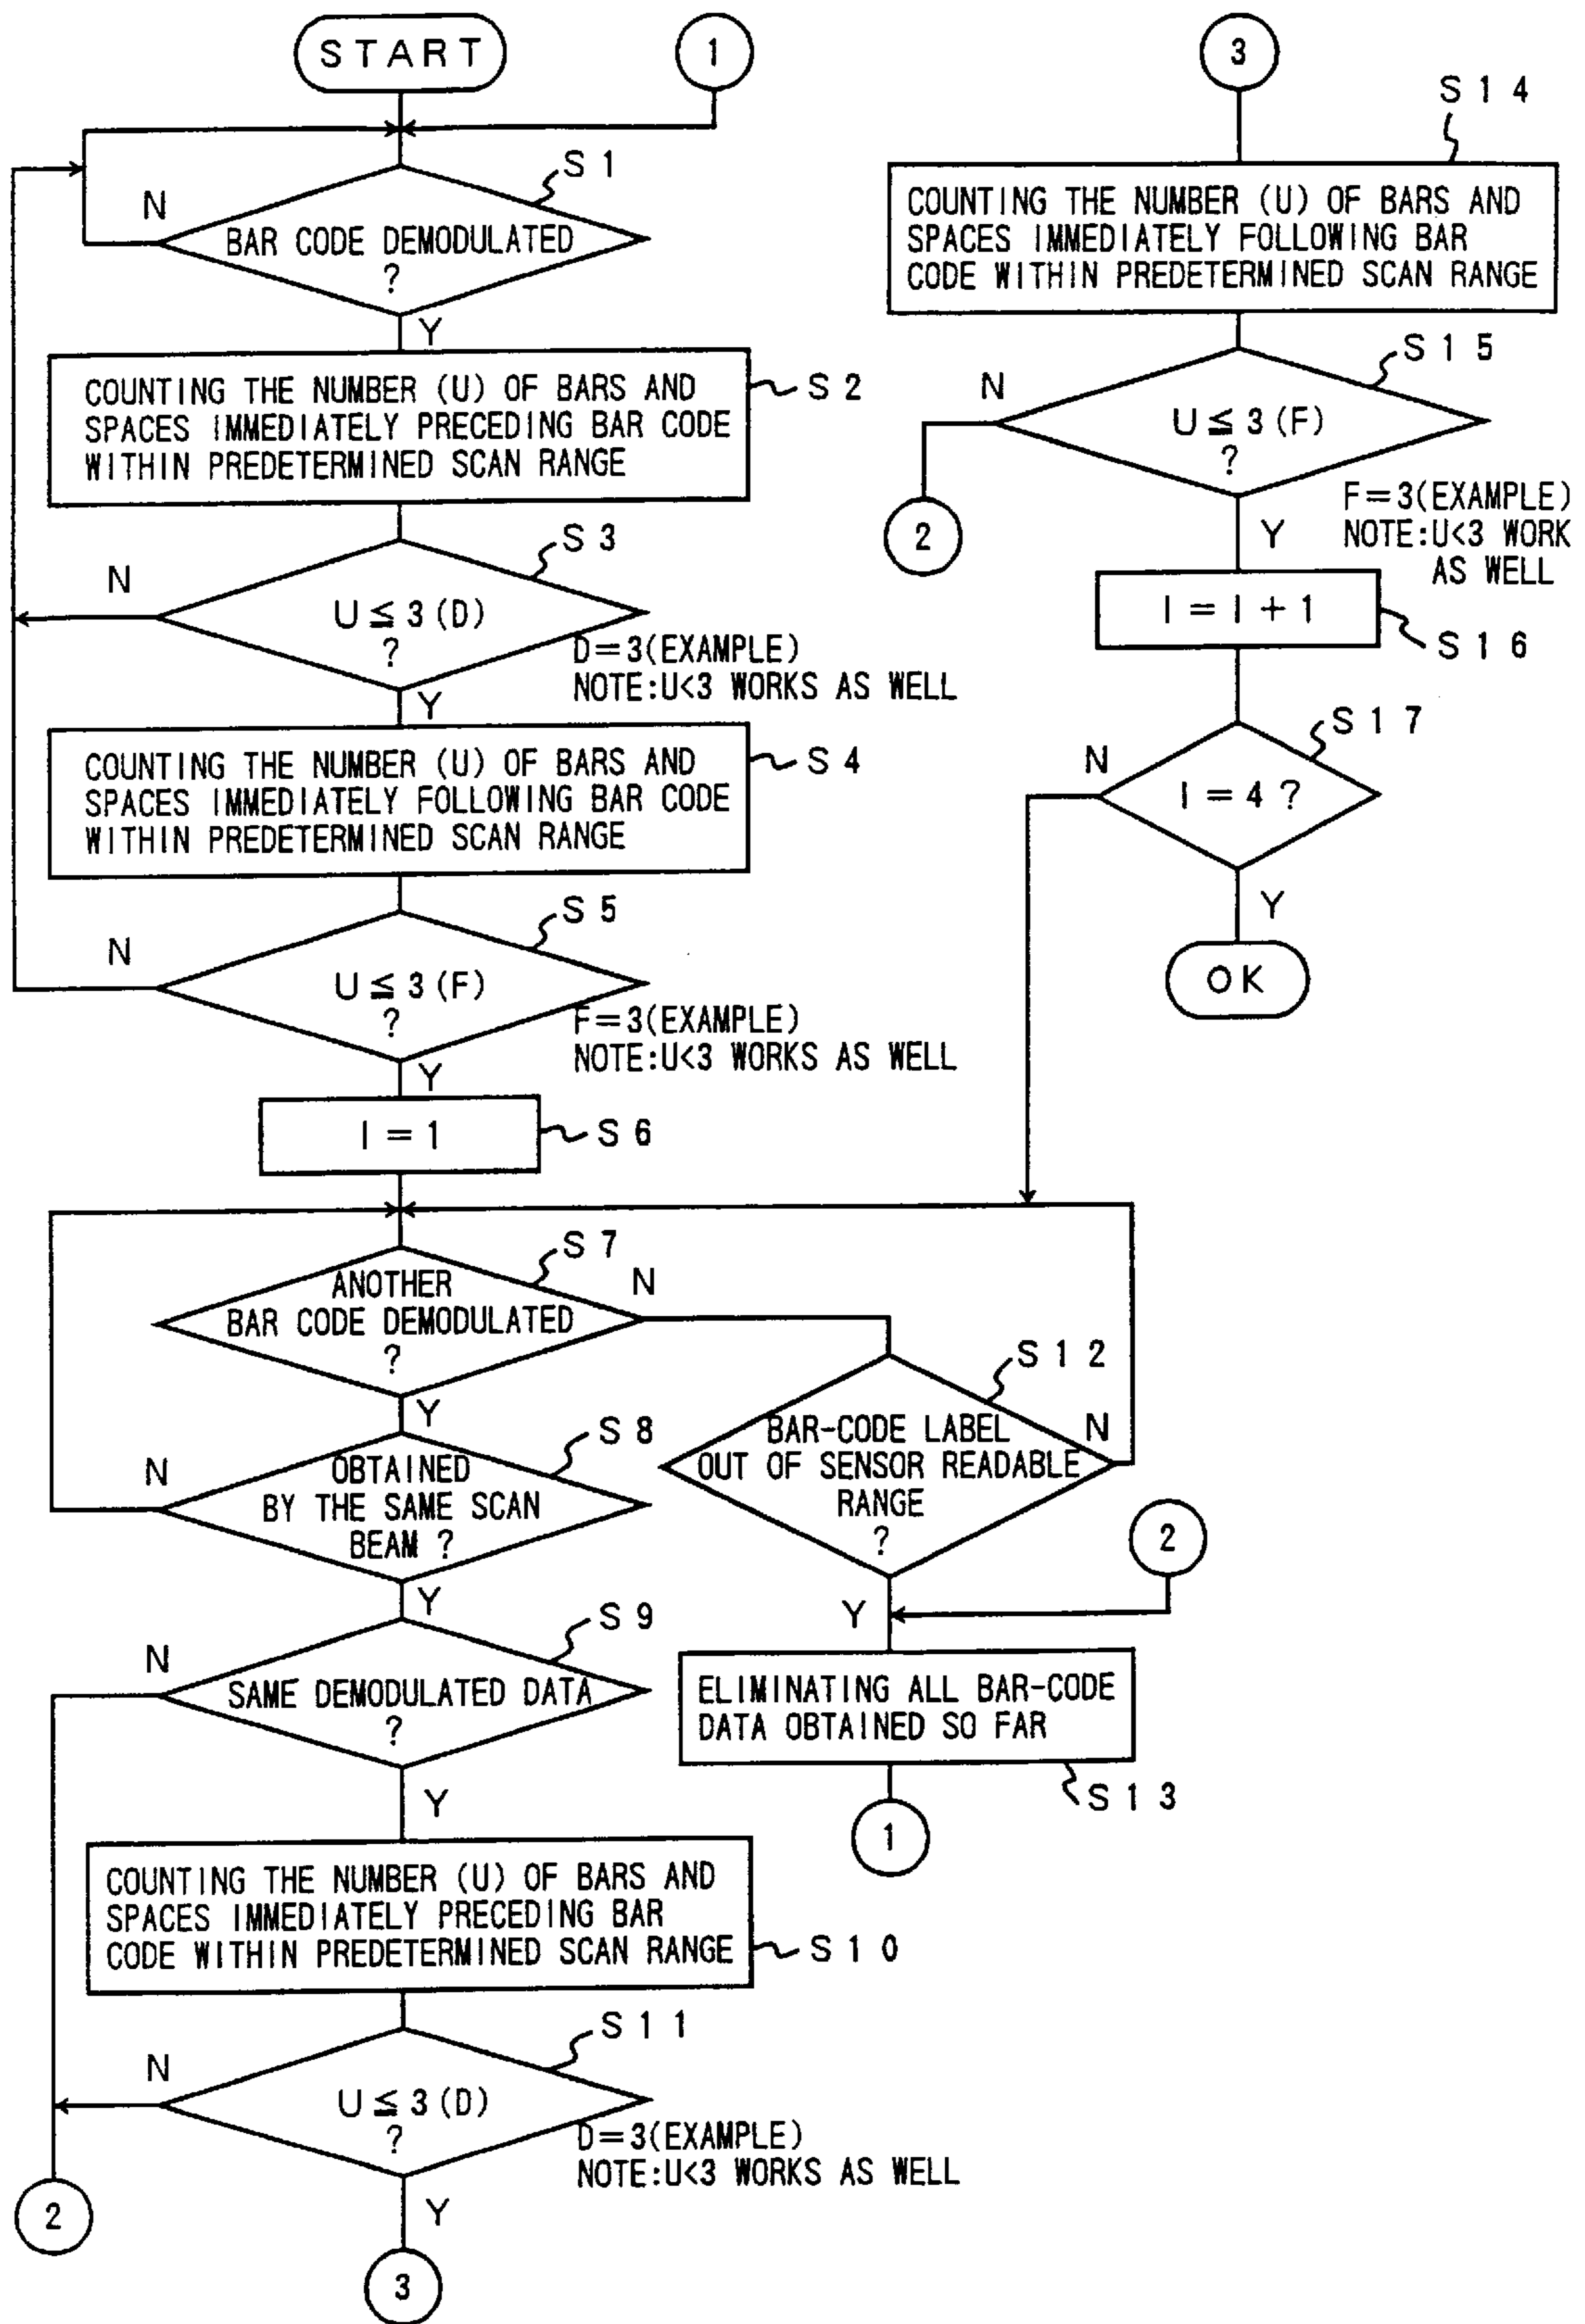 START
1
S1
N
BAR CODE DEMODULATED
?
Y
COUNTING THE NUMBER (U) OF BARS AND
SPACES IMMEDIATELY PRECEDING BAR CODE
WITHIN PREDETERMINED SCAN RANGE
S2
S3
N
U ≦ 3 (D)
?
D=3(EXAMPLE)
NOTE:U<3 WORKS AS WELL
Y
COUNTING THE NUMBER (U) OF BARS AND
SPACES IMMEDIATELY FOLLOWING BAR CODE
WITHIN PREDETERMINED SCAN RANGE
S4
S5
N
U ≦ 3 (F)
?
F=3(EXAMPLE)
NOTE:U<3 WORKS AS WELL
Y
I = 1
S6
S7
N
ANOTHER
BAR CODE DEMODULATED
?
Y
S8
N
OBTAINED
BY THE SAME SCAN
BEAM ?
Y
S9
N
SAME DEMODULATED DATA
?
Y
COUNTING THE NUMBER (U) OF BARS AND
SPACES IMMEDIATELY PRECEDING BAR
CODE WITHIN PREDETERMINED SCAN RANGE
S10
S11
N
U ≦ 3 (D)
?
D=3(EXAMPLE)
NOTE:U<3 WORKS AS WELL
2
Y
3
S12
BAR-CODE LABEL
N
OUT OF SENSOR READABLE
RANGE
?
2
Y
ELIMINATING ALL BAR-CODE
DATA OBTAINED SO FAR
S13
1
3
S14
COUNTING THE NUMBER (U) OF BARS AND
SPACES IMMEDIATELY FOLLOWING BAR
CODE WITHIN PREDETERMINED SCAN RANGE
S15
N
U ≦ 3 (F)
?
2
F=3(EXAMPLE)
NOTE:U<3 WORK
AS WELL
Y
I = I + 1
S16
S17
N
I = 4 ?
Y
OK